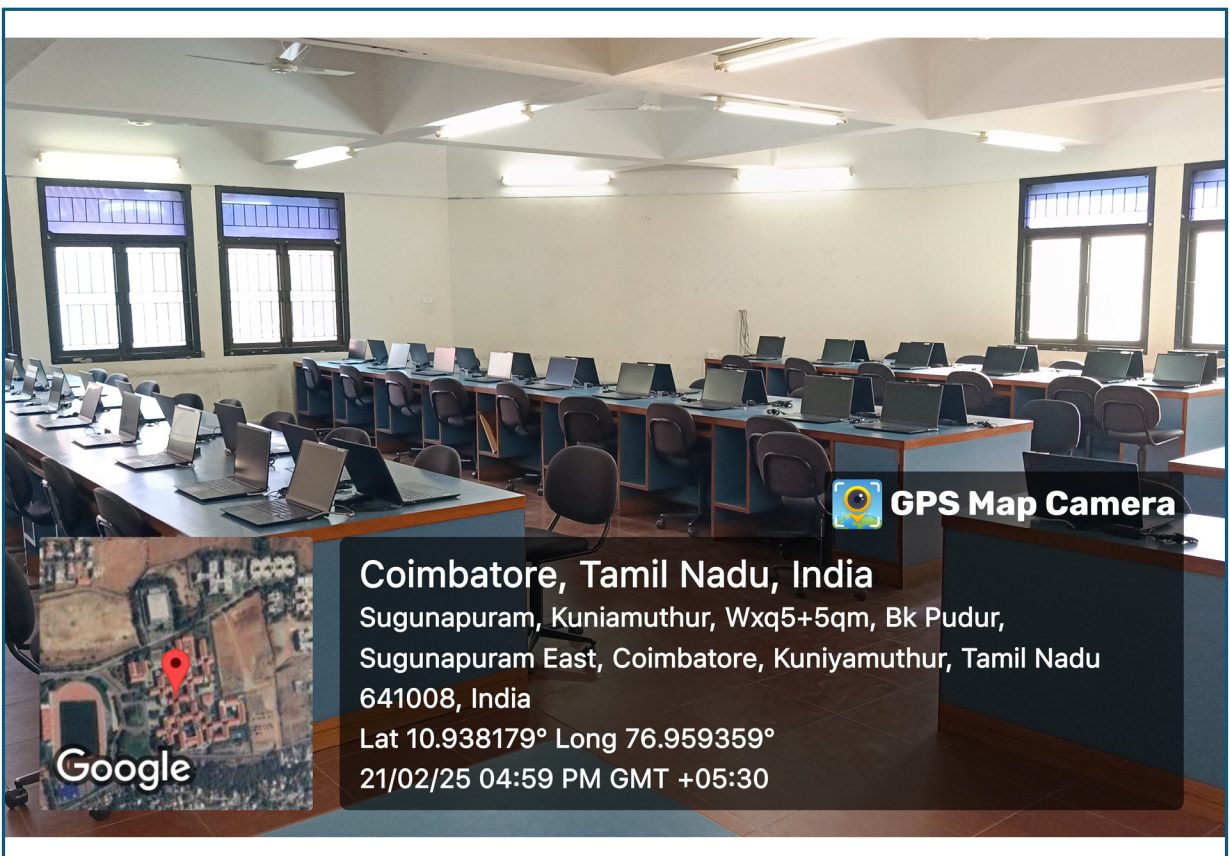 GPS Map Camera
Coimbatore, Tamil Nadu, India
Sugunapuram, Kuniamuthur, Wxq5+5qm, Bk Pudur,
Sugunapuram East, Coimbatore, Kuniyamuthur, Tamil Nadu
641008, India
Lat 10.938179° Long 76.959359°
21/02/25 04:59 PM GMT +05:30
Google